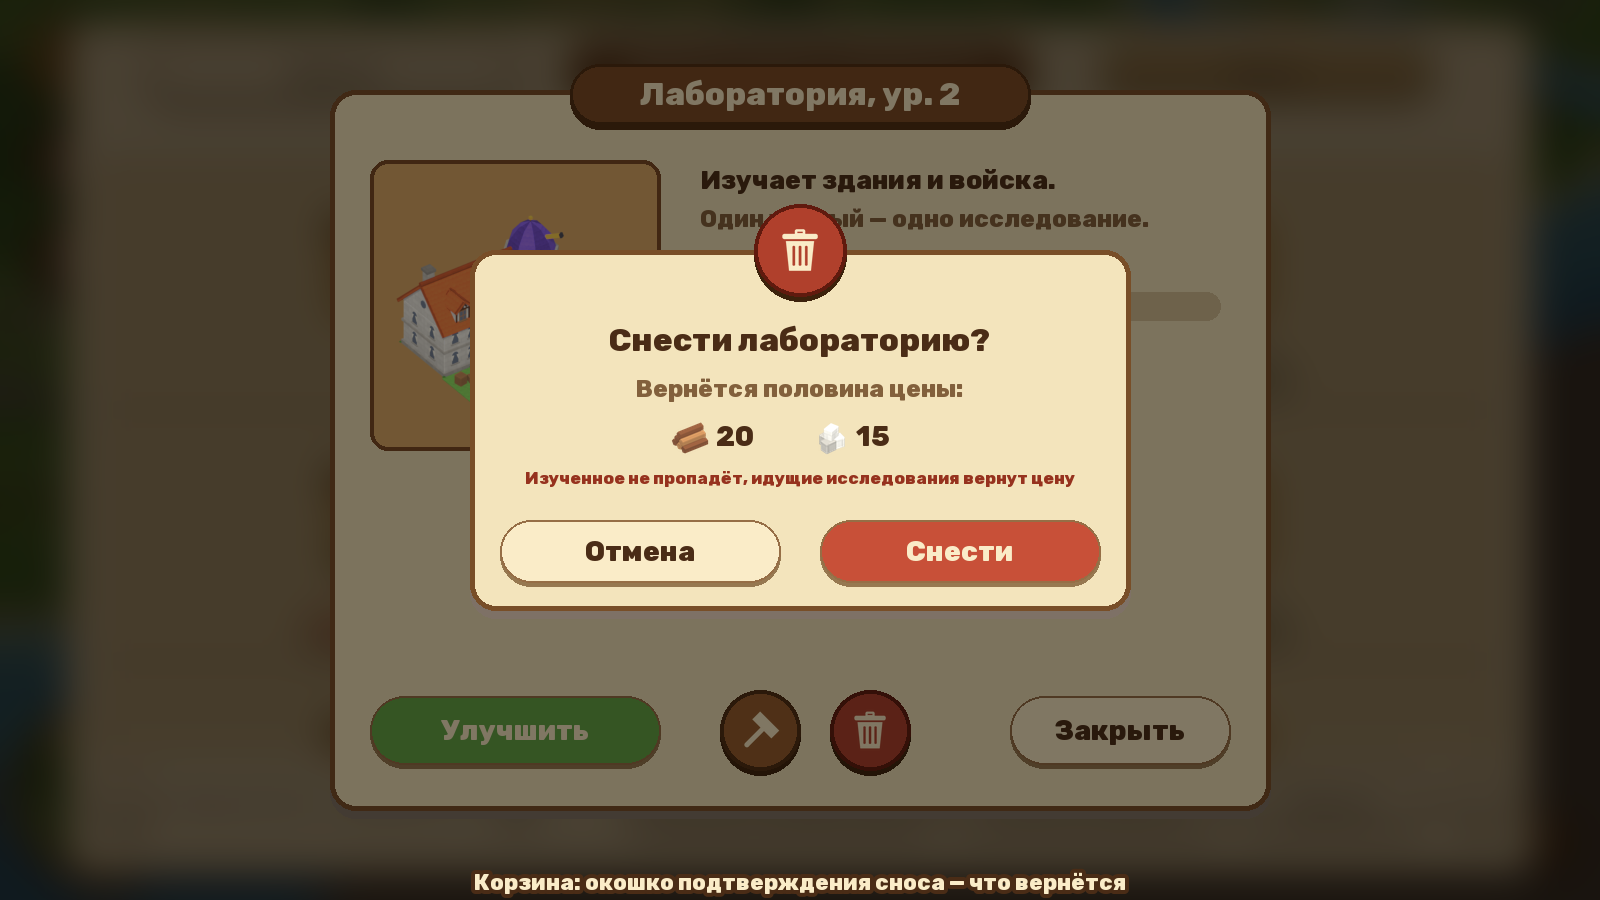 Лаборатория, ур. 2
Изучает здания и войска.
Один ый — одно исследование.
Снести лабораторию?
Вернётся половина цены:
20 15
Изученное не пропадёт, идущие исследования вернут цену
Отмена Снести
Улучшить Закрыть
Корзина: окошко подтверждения сноса — что вернётся